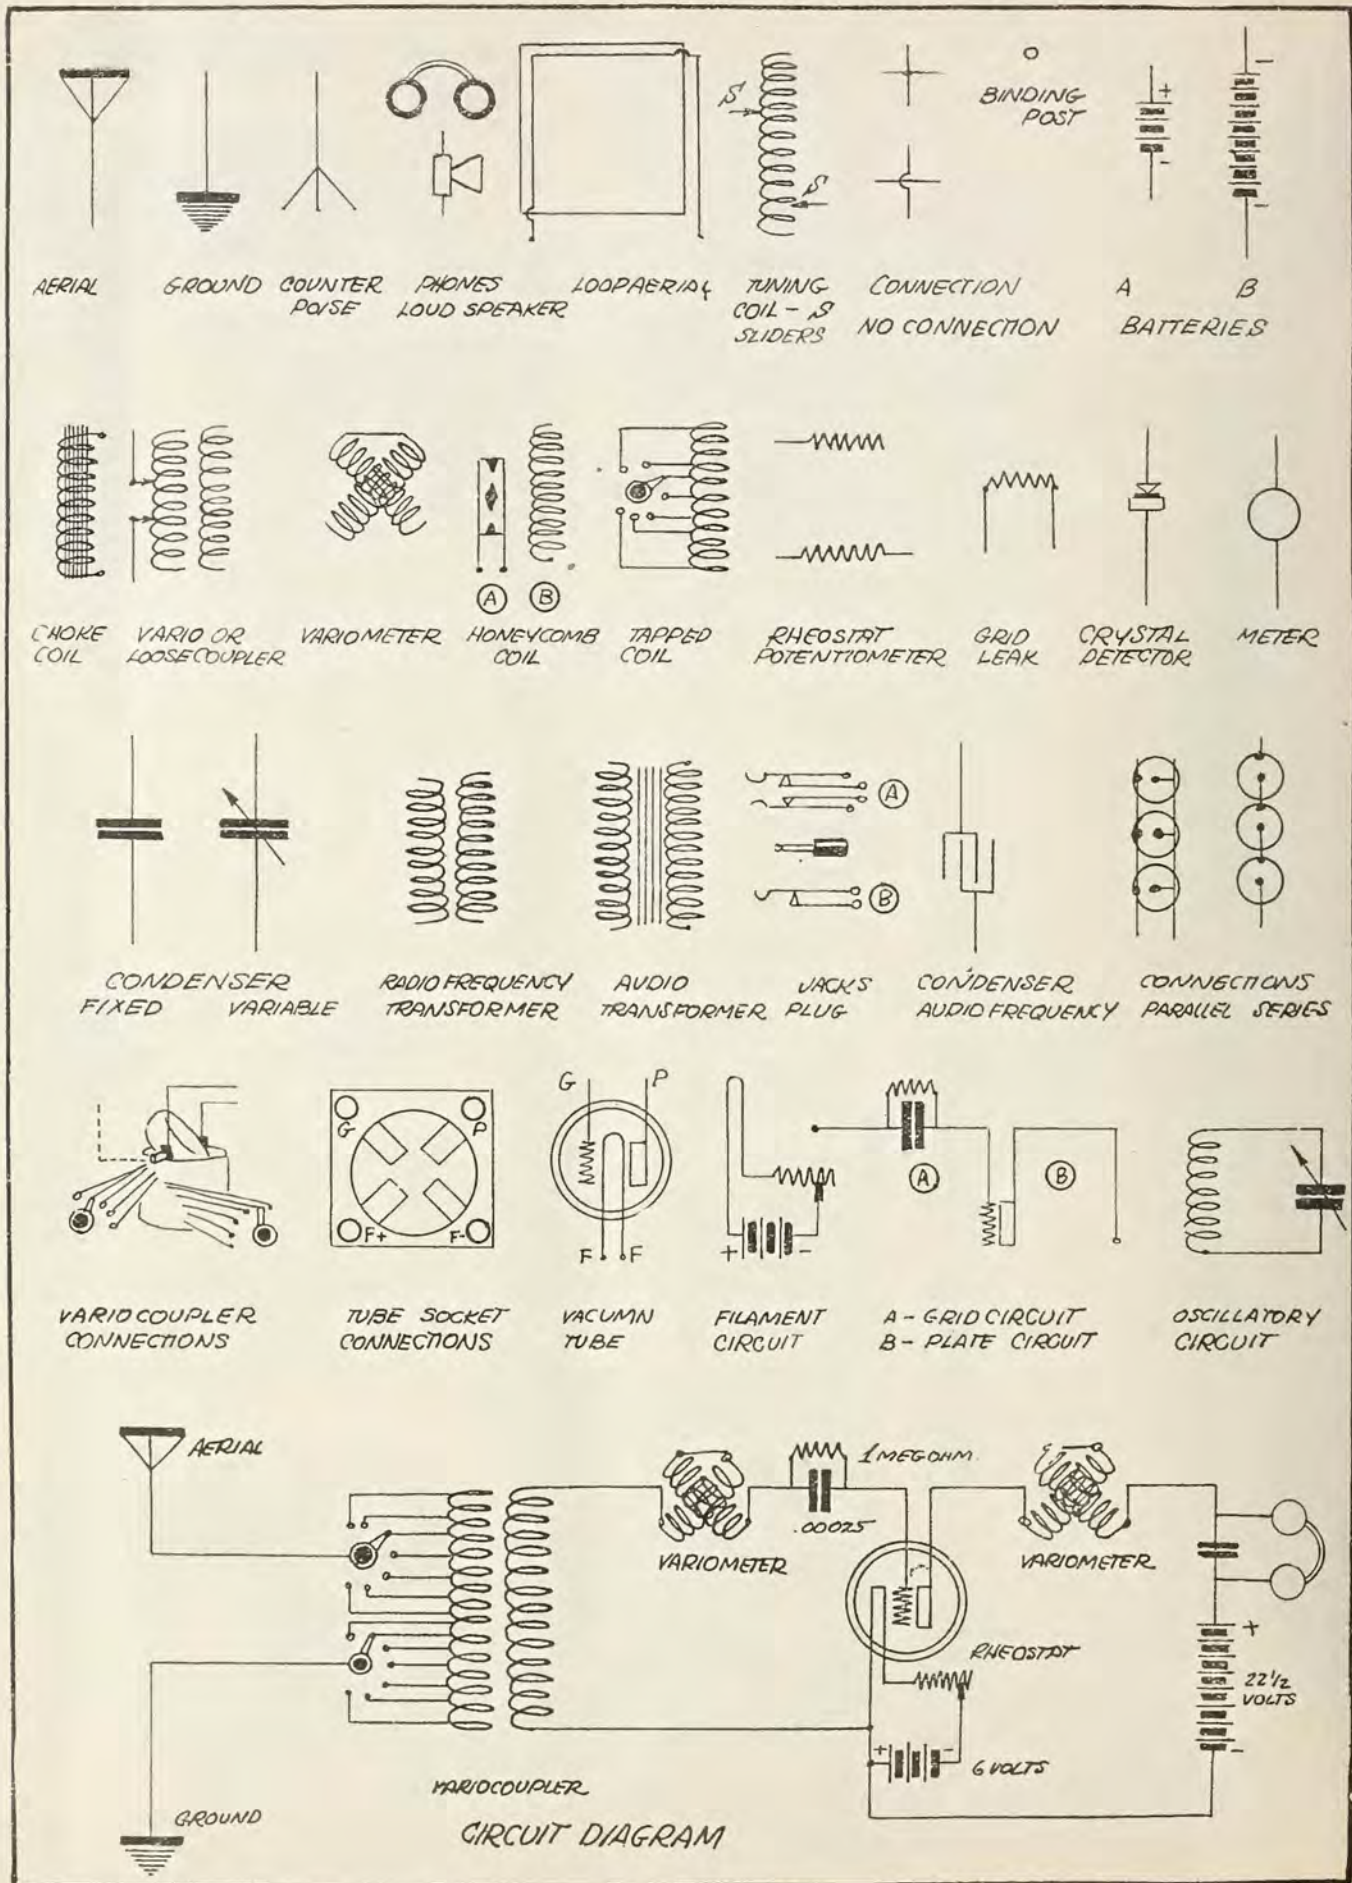 S
S
BINDING
POST
+
-
-
-
AERIAL
GROUND
COUNTER
POISE
PHONES
LOUD SPEAKER
LOOP AERIAL
TUNING
COIL - S
SLIDERS
CONNECTION
NO CONNECTION
A
B
BATTERIES
A
B
CHOKE
COIL
VARIO OR
LOOSECOUPLER
VARIOMETER
HONEYCOMB
COIL
TAPPED
COIL
RHEOSTAT
POTENTIOMETER
GRID
LEAK
CRYSTAL
DETECTOR
METER
A
B
CONDENSER
FIXED
VARIABLE
RADIO FREQUENCY
TRANSFORMER
AUDIO
TRANSFORMER
JACKS
PLUG
CONDENSER
AUDIO FREQUENCY
CONNECTIONS
PARALLEL SERIES
G
P
F+
F-
G
P
F
F
+
-
A
B
VARIOCOUPLER
CONNECTIONS
TUBE SOCKET
CONNECTIONS
VACUMN
TUBE
FILAMENT
CIRCUIT
A - GRID CIRCUIT
B - PLATE CIRCUIT
OSCILLATORY
CIRCUIT
AERIAL
1 MEGOHM.
.00025
VARIOMETER
VARIOMETER
RHEOSTAT
+
22 1/2
VOLTS
-
+
-
6 VOLTS
VARIOCOUPLER
GROUND
CIRCUIT DIAGRAM